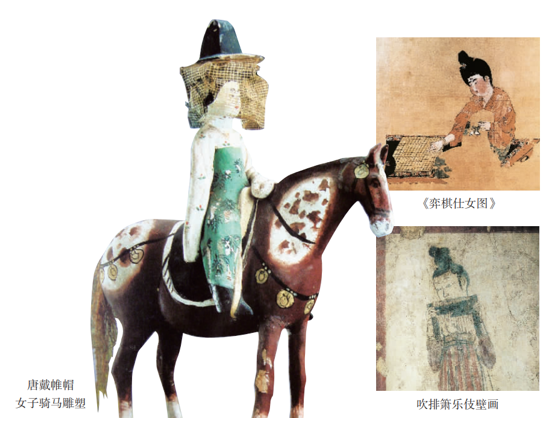 《弈棋仕女图》
唐戴帷帽
女子骑马雕塑
吹排箫乐伎壁画